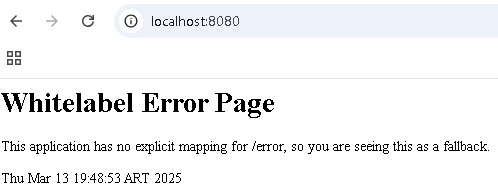 localhost:8080
Whitelabel Error Page
This application has no explicit mapping for /error, so you are seeing this as a fallback.
Thu Mar 13 19:48:53 ART 2025